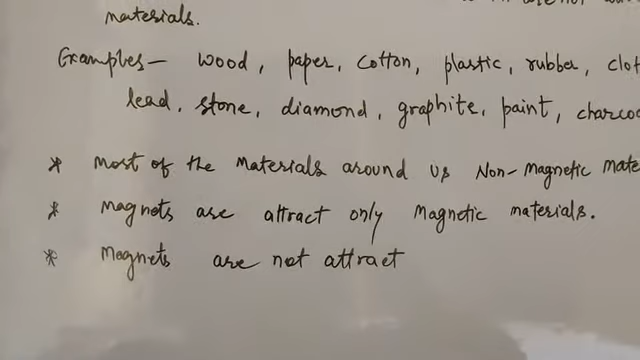 materials.
Examples— wood, paper, cotton, plastic, rubber,
lead, stone, diamond, graphite, paint,
* Most of the Materials around us Non-Magnetic
* Magnets are attract only Magnetic materials.
* Magnets are not attract